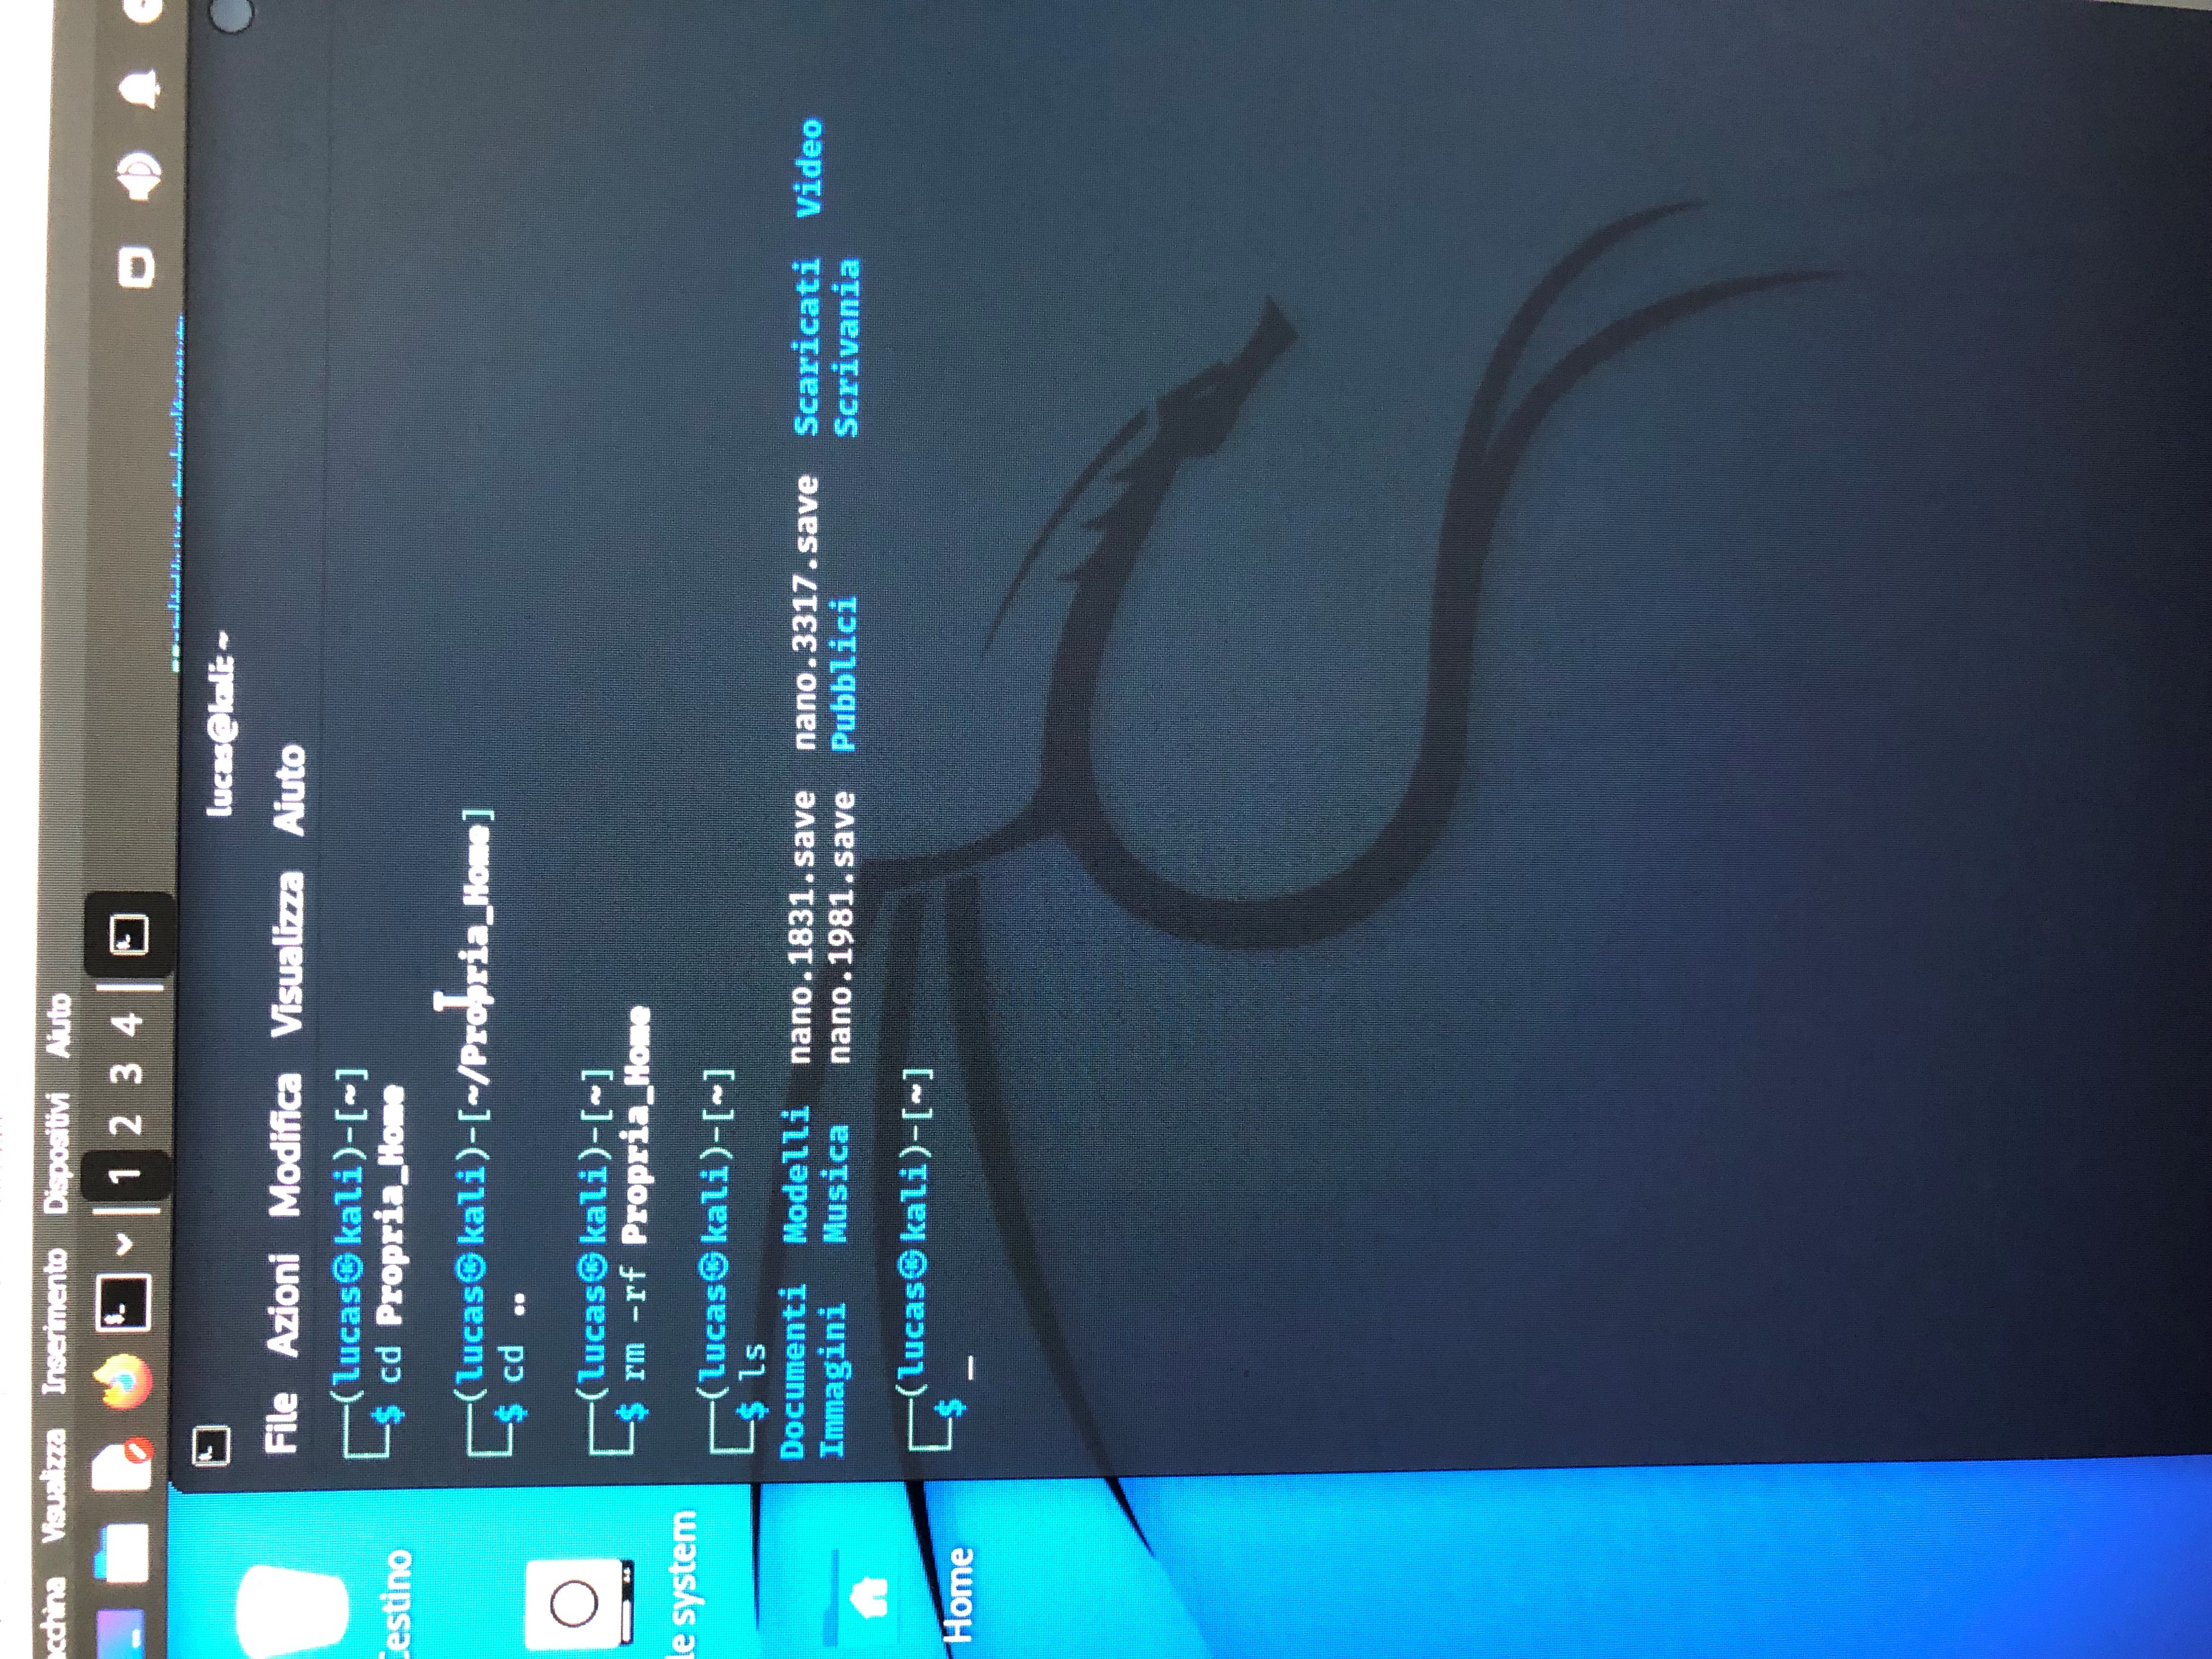 Visualizza Inserimento Dispositivi Aiuto
1 2 3 4
lucas@kali: ~
File Azioni Modifica Visualizza Aiuto
┌──(lucas㉿kali)-[~]
└─$ cd Propria_Home
┌──(lucas㉿kali)-[~/Propria_Home]
└─$ cd ..
┌──(lucas㉿kali)-[~]
└─$ rm -rf Propria_Home
┌──(lucas㉿kali)-[~]
└─$ ls
Documenti Modelli nano.1831.save nano.3317.save Scaricati Video
Immagini Musica nano.1981.save Pubblici Scrivania
┌──(lucas㉿kali)-[~]
└─$ _
Cestino
le system
Home